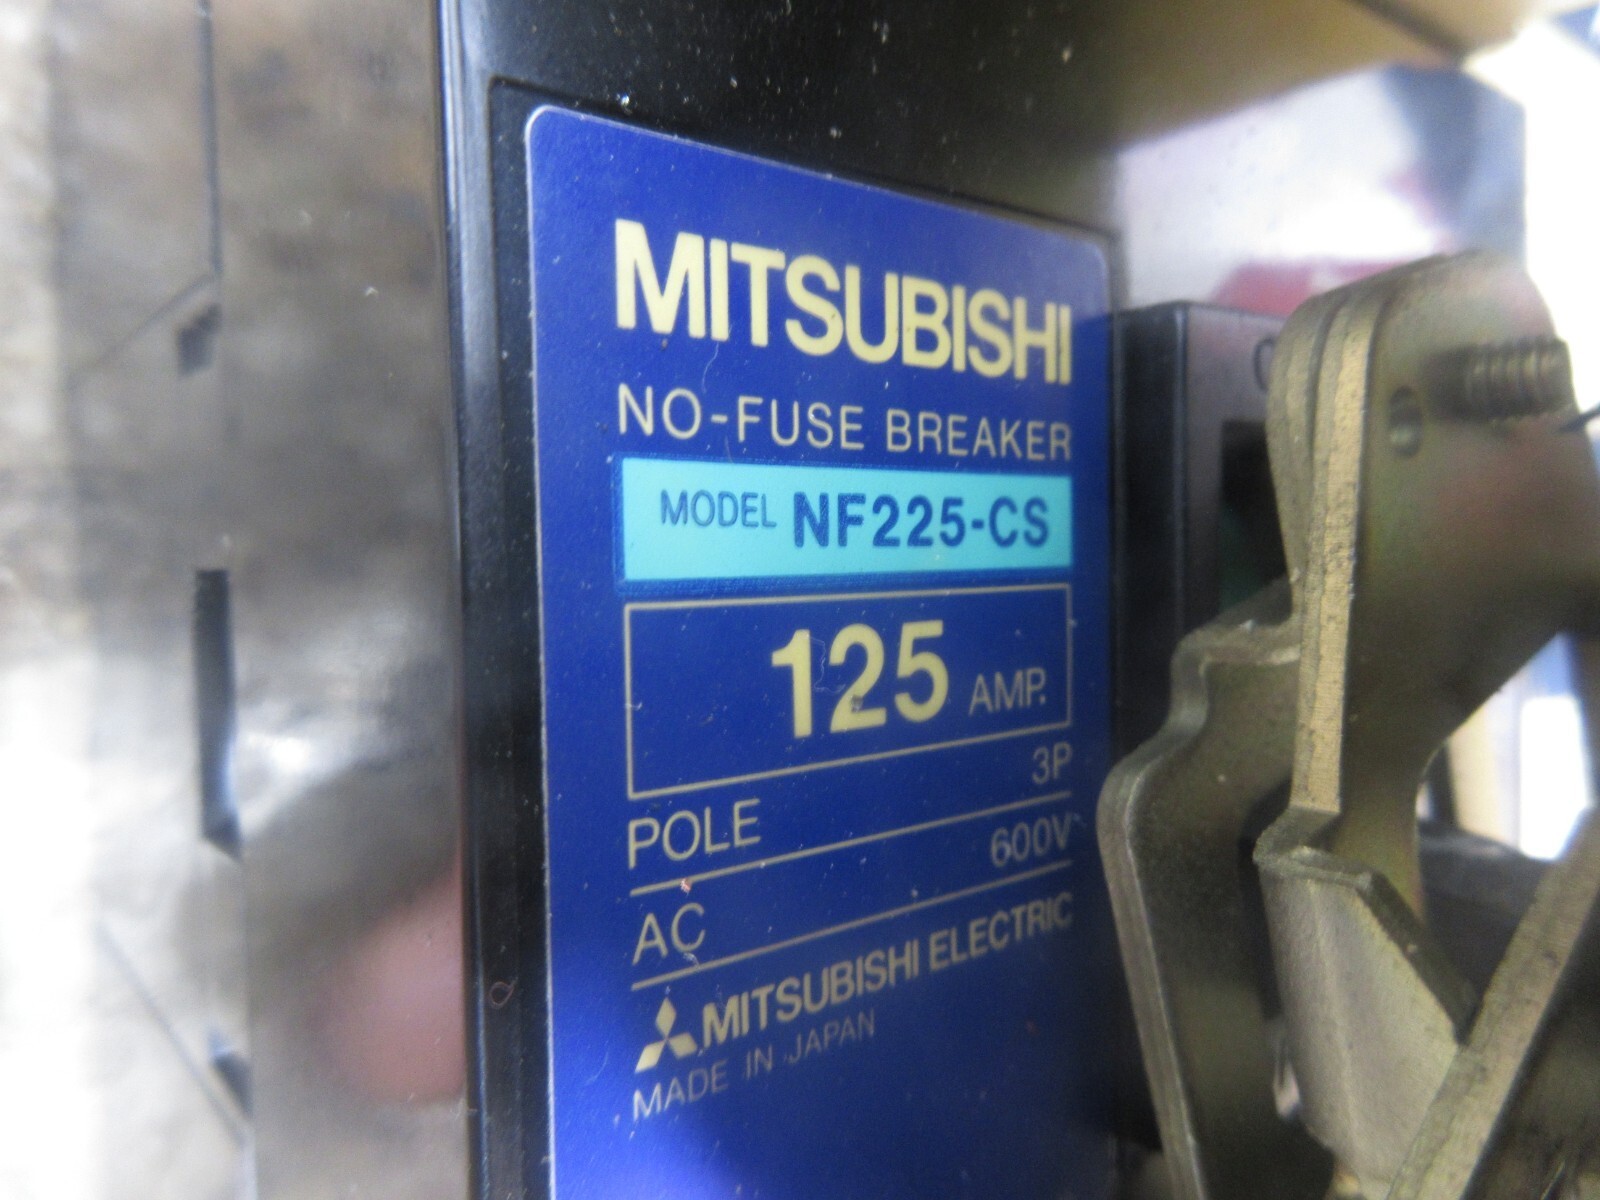 MITSUBISHI
NO-FUSE BREAKER
MODEL NF225-CS
125 AMP.
POLE 3P
AC 600V
MITSUBISHI ELECTRIC
MADE IN JAPAN